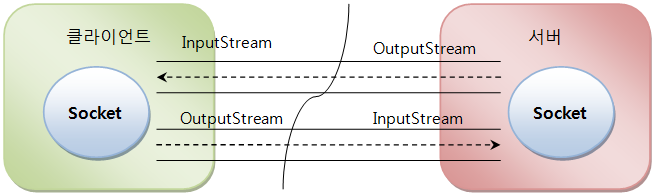 클라이언트
InputStream
OutputStream
서버
Socket
Socket
OutputStream
InputStream